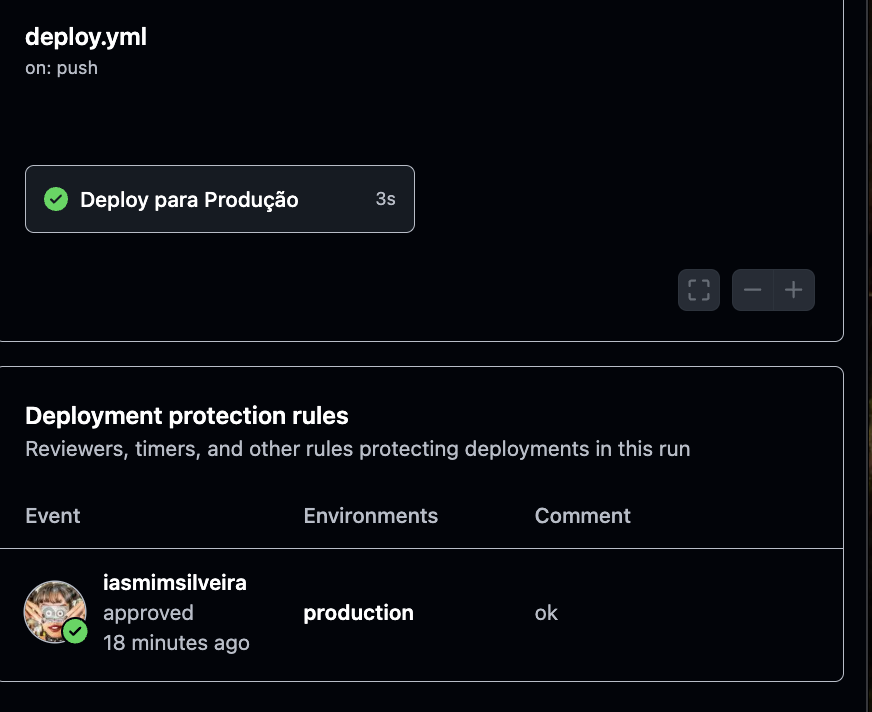 deploy.yml
on: push
Deploy para Produção 3s
Deployment protection rules
Reviewers, timers, and other rules protecting deployments in this run
Event Environments Comment
iasmimsilveira
approved production ok
18 minutes ago